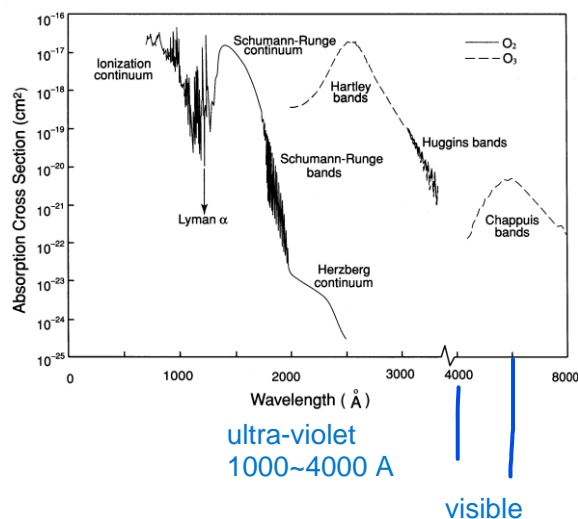 10⁻¹⁶
10⁻¹⁷
10⁻¹⁸
10⁻¹⁹
10⁻²⁰
10⁻²¹
10⁻²²
10⁻²³
10⁻²⁴
10⁻²⁵
Absorption Cross Section (cm²)
Ionization
continuum
Schumann-Runge
continuum
O₂
O₃
Hartley
bands
Huggins bands
Schumann-Runge
bands
Lyman α
Chappuis
bands
Herzberg
continuum
0
1000
2000
3000
4000
8000
Wavelength ( Å )
ultra-violet
1000~4000 A
visible